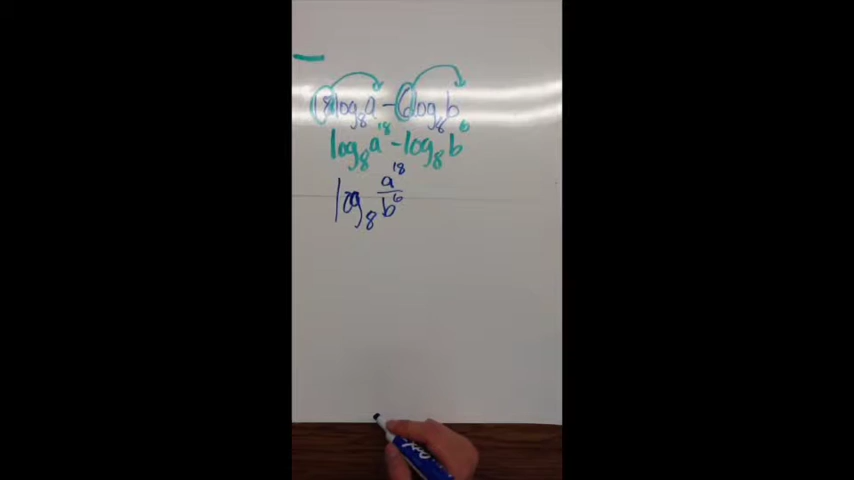 18log₈a - 6log₈b
log₈a¹⁸ - log₈b⁶
log₈ a¹⁸/b⁶